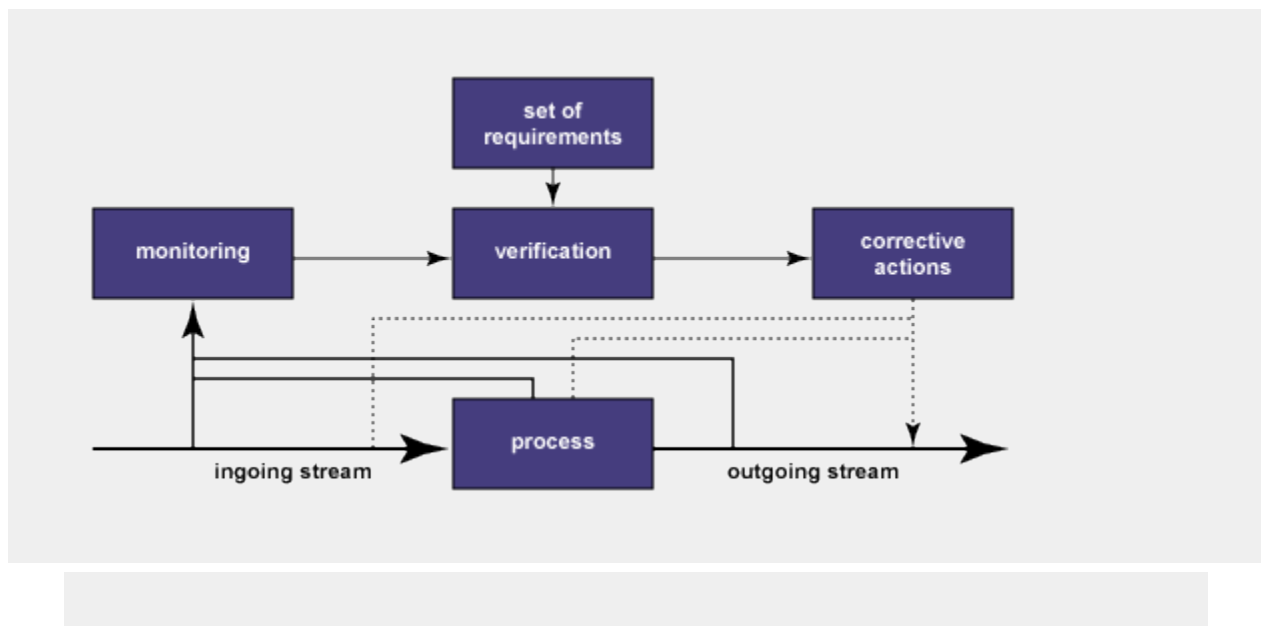 set of
requirements
monitoring
verification
corrective
actions
process
ingoing stream
outgoing stream